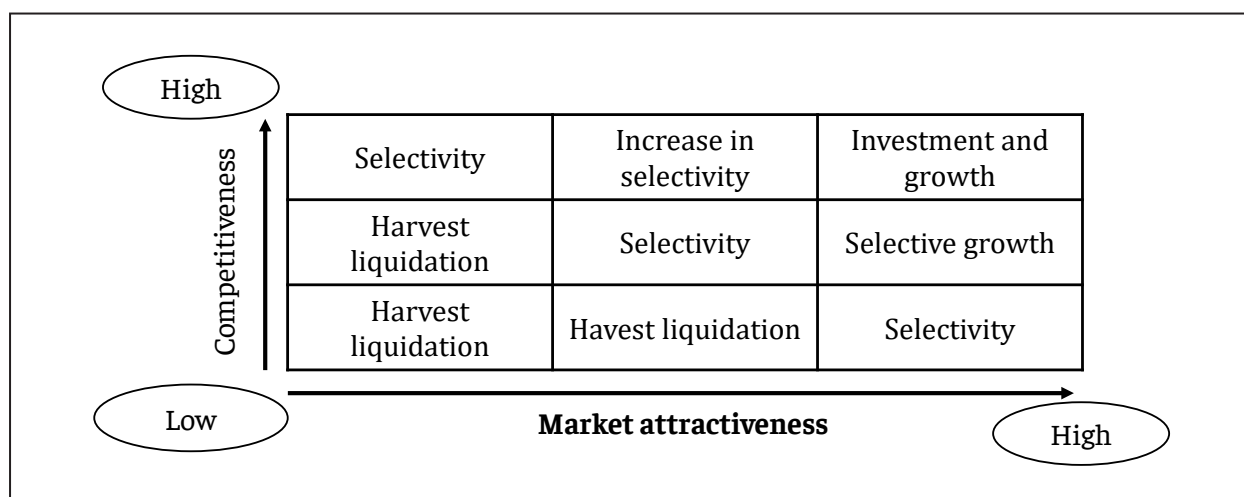 High
Competitiveness
Selectivity
Increase in
selectivity
Investment and
growth
Harvest
liquidation
Selectivity
Selective growth
Harvest
liquidation
Havest liquidation
Selectivity
Low
Market attractiveness
High